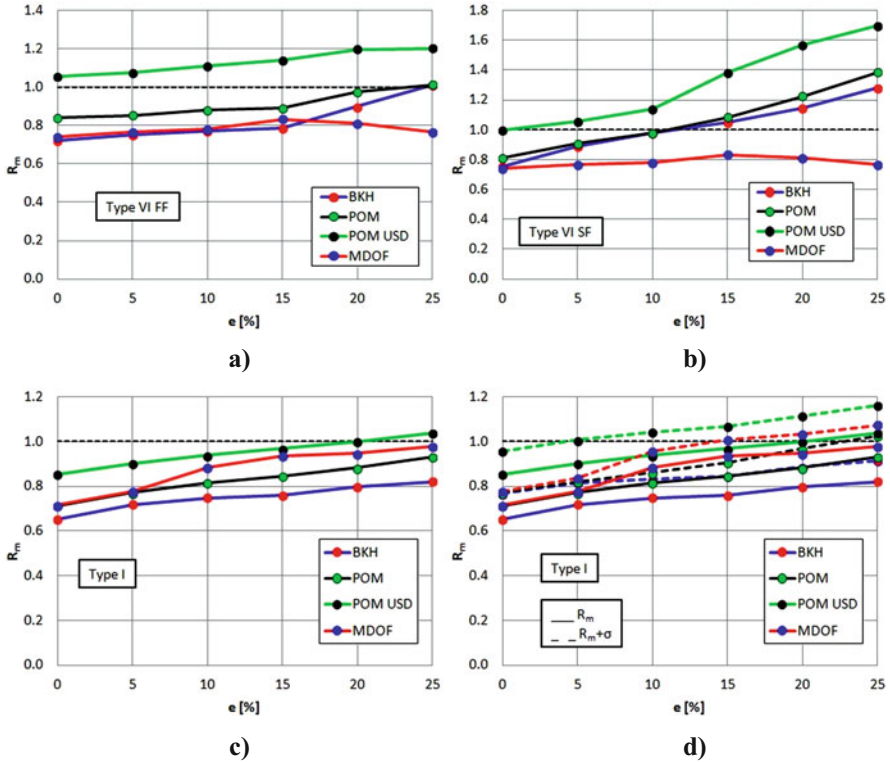 1.4
1.2
1.0
0.8
0.6
0.4
0.2
0.0
Rm
0 5 10 15 20 25
e [%]
Type VI FF
BKH
POM
POM USD
MDOF
a)
1.8
1.6
1.4
1.2
1.0
0.8
0.6
0.4
0.2
0.0
Rm
0 5 10 15 20 25
e [%]
Type VI SF
BKH
POM
POM USD
MDOF
b)
1.2
1.0
0.8
0.6
0.4
0.2
0.0
Rm
0 5 10 15 20 25
e [%]
Type I
BKH
POM
POM USD
MDOF
c)
1.2
1.0
0.8
0.6
0.4
0.2
0.0
Rm
0 5 10 15 20 25
e [%]
Type I
Rm
Rm+σ
BKH
POM
POM USD
MDOF
d)